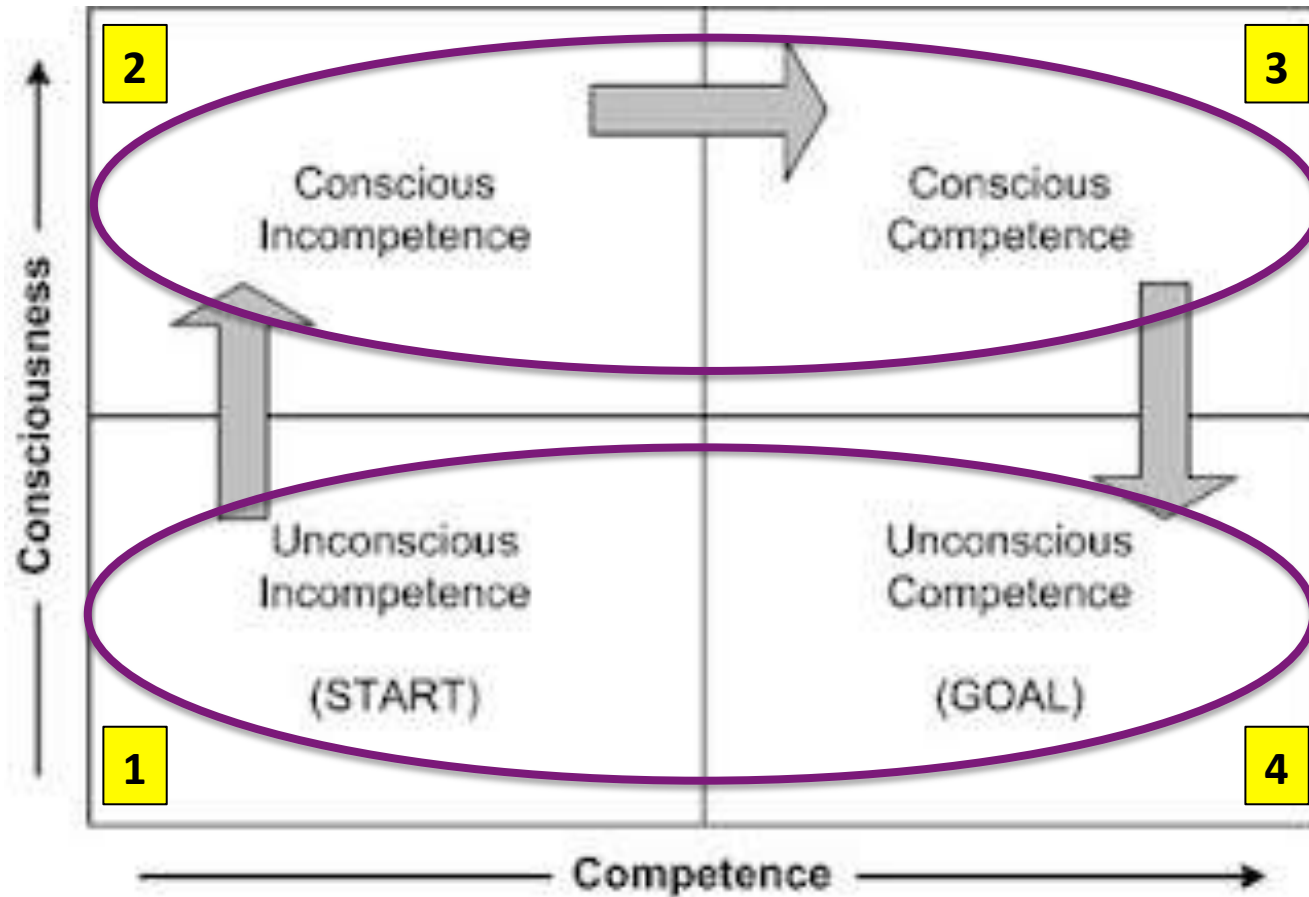 2
3
Conscious
Incompetence
Conscious
Competence
Consciousness
Unconscious
Incompetence
(START)
Unconscious
Competence
(GOAL)
1
4
Competence